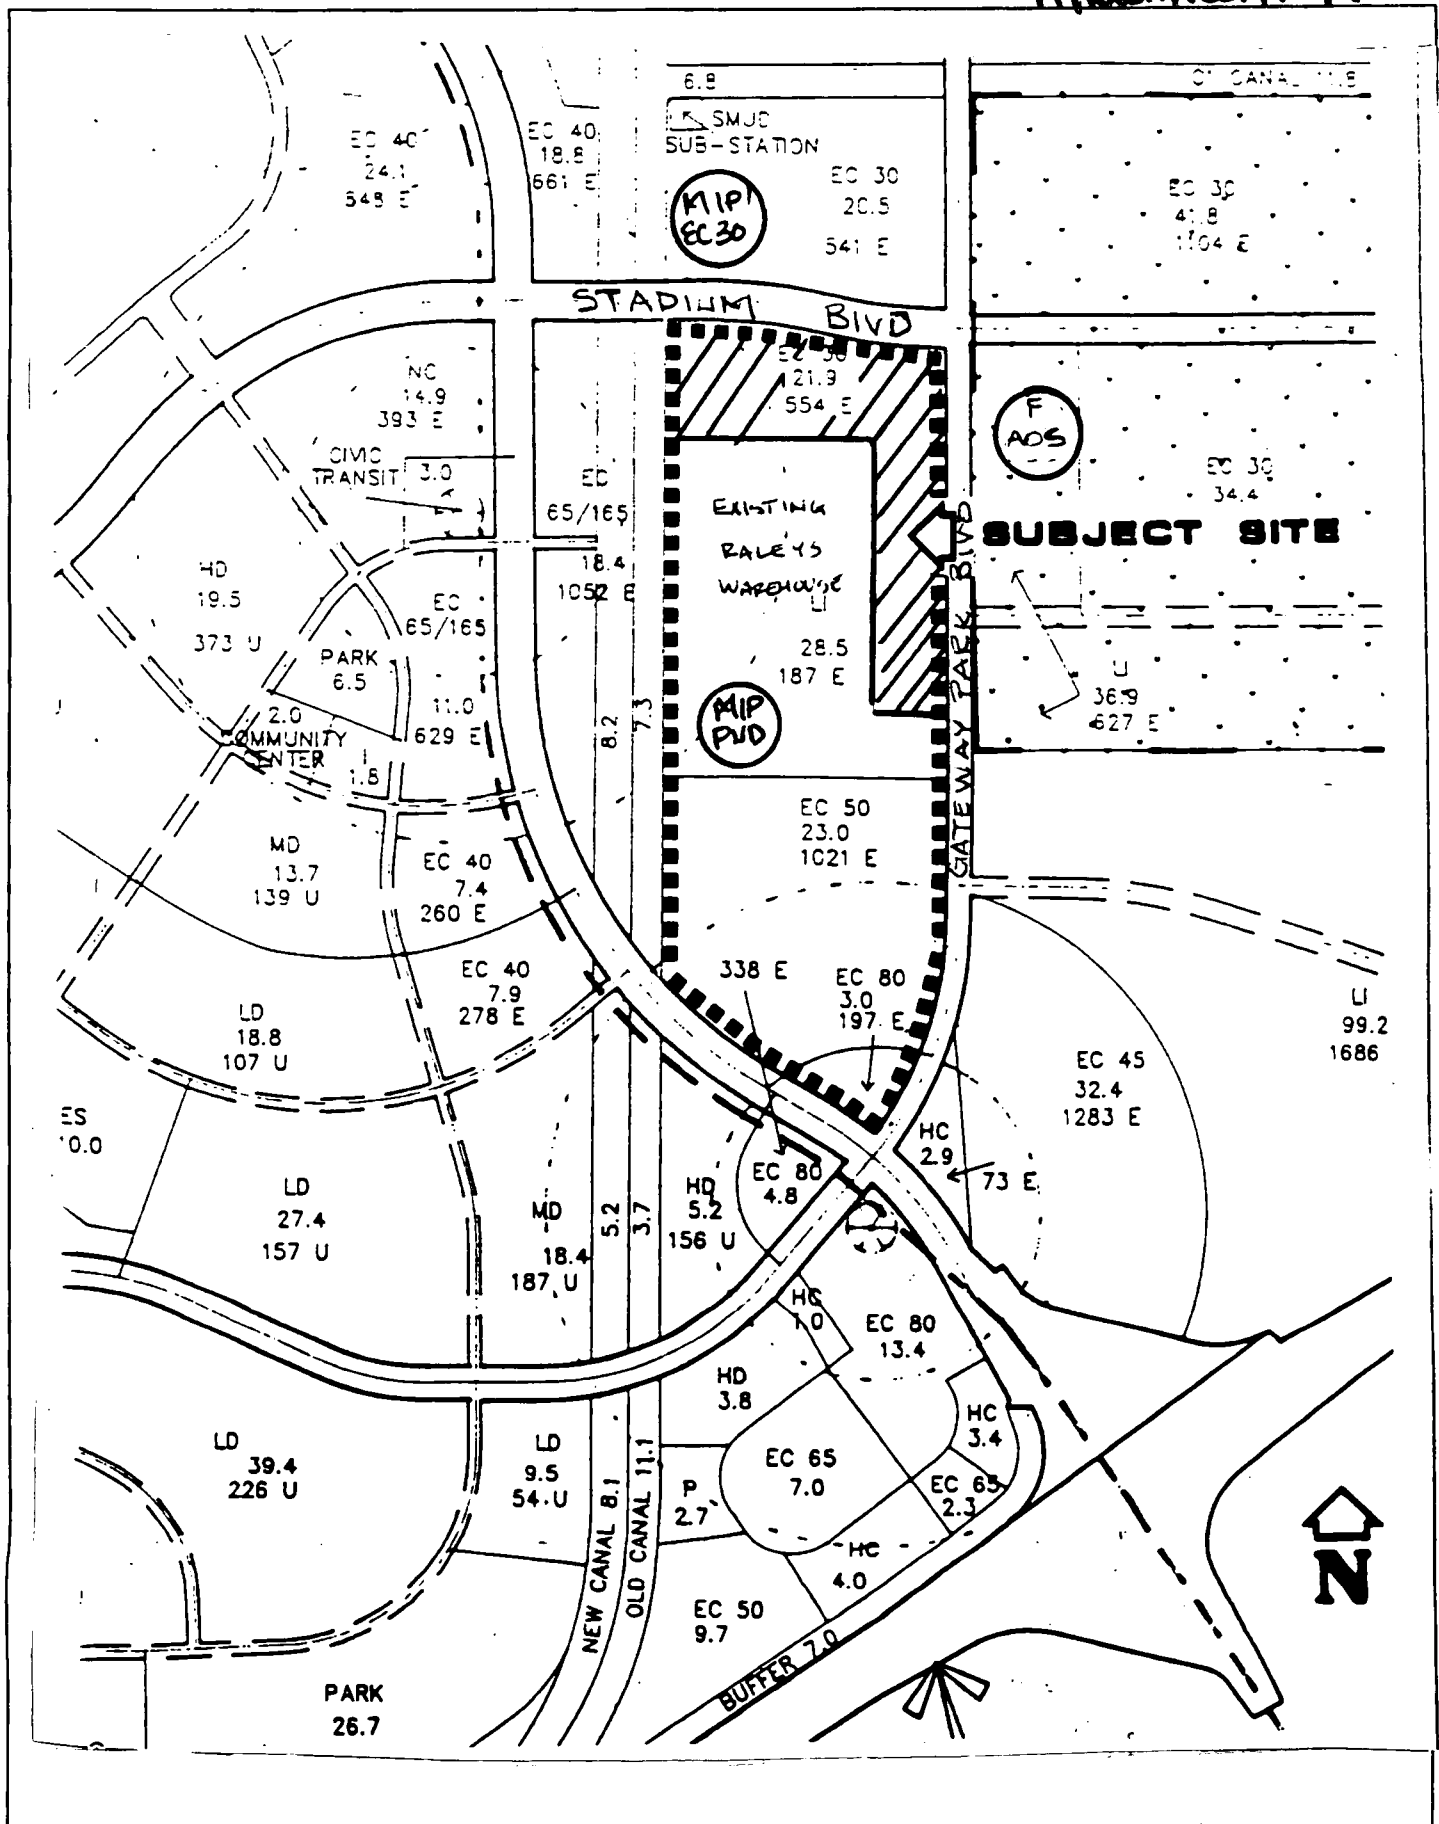 6.8
SMUD
SUB-STATION
EC 40
24.1
548 E
EC 40
18.8
661 E
MIP
EC 30
EC 30
20.5
541 E
EC 30
41.8
1104 E
STADIUM BLVD
EC 30
21.9
554 E
NC
14.9
393 E
CIVIC
TRANSIT
3.0
EC
65/165
18.4
1052 E
EXISTING
RALEYS
WAREHOUSE
LI
28.5
187 E
F
AOS
EC 30
34.4
SUBJECT SITE
HD
19.5
373 U
EC
65/165
11.0
629 E
PARK
6.5
2.0
COMMUNITY
CENTER
1.8
8.2
7.3
MIP
PUD
GATEWAY PARK BLVD
LI
36.9
627 E
MD
13.7
139 U
EC 40
7.4
260 E
EC 50
23.0
1021 E
EC 40
7.9
278 E
338 E
EC 80
3.0
197 E
LD
18.8
107 U
LI
99.2
1686
EC 45
32.4
1283 E
ES
10.0
HC
2.9
73 E
LD
27.4
157 U
MD
18.4
187 U
5.2
3.7
HD
5.2
156 U
EC 80
4.8
HC
1.0
EC 80
13.4
HD
3.8
HC
3.4
LD
39.4
226 U
LD
9.5
54 U
EC 65
7.0
EC 65
2.3
P
2.7
HC
4.0
NEW CANAL 8.1
OLD CANAL 11.1
EC 50
9.7
BUFFER 7.0
N
PARK
26.7